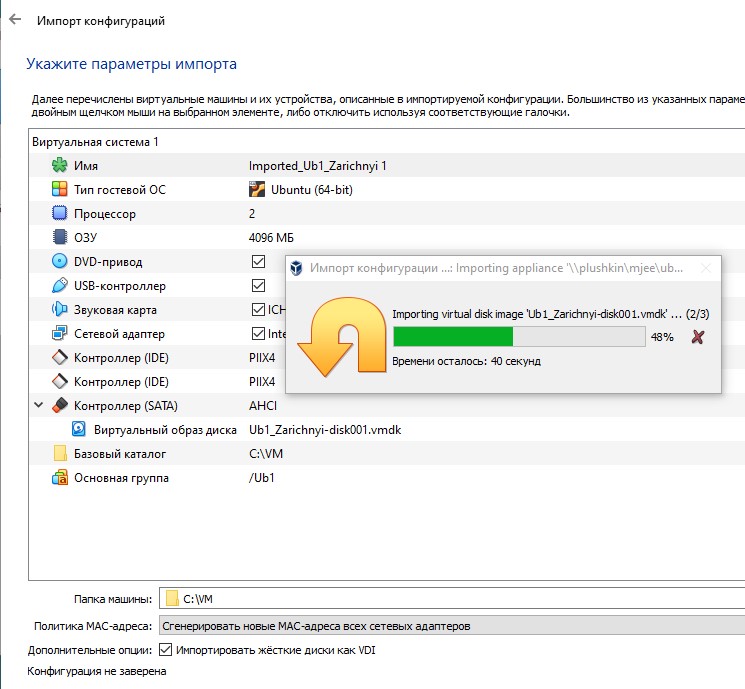 Импорт конфигураций
Укажите параметры импорта
Далее перечислены виртуальные машины и их устройства, описанные в импортируемой конфигурации. Большинство из указанных параме
двойным щелчком мыши на выбранном элементе, либо отключить используя соответствующие галочки.
Виртуальная система 1
Имя Imported_Ub1_Zarichnyi 1
Тип гостевой ОС Ubuntu (64-bit)
Процессор 2
ОЗУ 4096 МБ
DVD-привод
USB-контроллер
Звуковая карта ICH
Сетевой адаптер Inte
Контроллер (IDE) PIIX4
Контроллер (IDE) PIIX4
Контроллер (SATA) AHCI
Виртуальный образ диска Ub1_Zarichnyi-disk001.vmdk
Базовый каталог C:\VM
Основная группа /Ub1
Импорт конфигурации ...: Importing appliance '\\plushkin\mjee\ub...
Importing virtual disk image 'Ub1_Zarichnyi-disk001.vmdk' ... (2/3)
48%
Времени осталось: 40 секунд
Папка машины: C:\VM
Политика MAC-адреса: Сгенерировать новые MAC-адреса всех сетевых адаптеров
Дополнительные опции: Импортировать жёсткие диски как VDI
Конфигурация не заверена